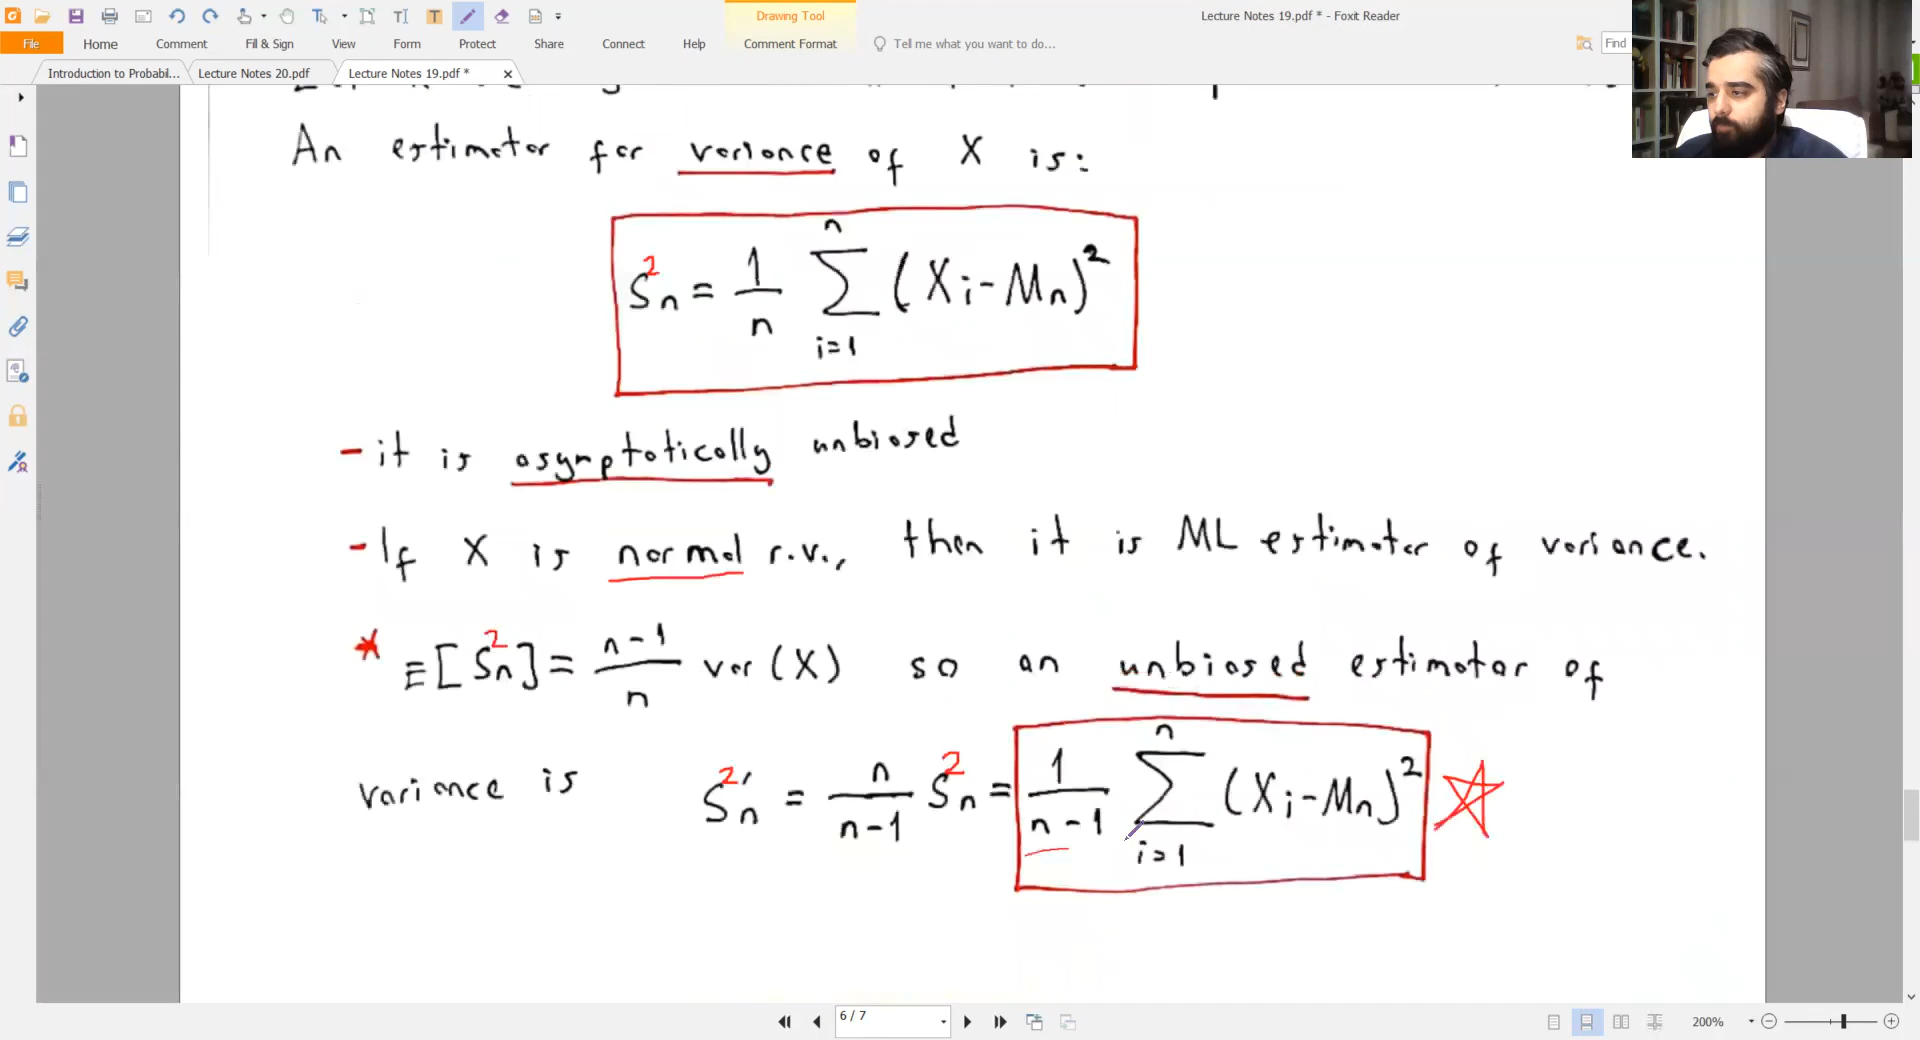 Drawing Tool
Lecture Notes 19.pdf * - Foxit Reader
File
Home
Comment
Fill & Sign
View
Form
Protect
Share
Connect
Help
Comment Format
Tell me what you want to do...
Find
Introduction to Probabil...
Lecture Notes 20.pdf
Lecture Notes 19.pdf *
An estimator for variance of X is:
S²n = 1/n Σ_{i=1}^{n} (Xi - Mn)²
- it is asymptotically unbiased
- If X is normal r.v., then it is ML estimator of variance.
* E[S²n] = n-1/n var (X) so an unbiased estimator of
variance is S²′n = n/n-1 S²n = 1/n-1 Σ_{i=1}^{n} (Xi - Mn)²
6 / 7
200%